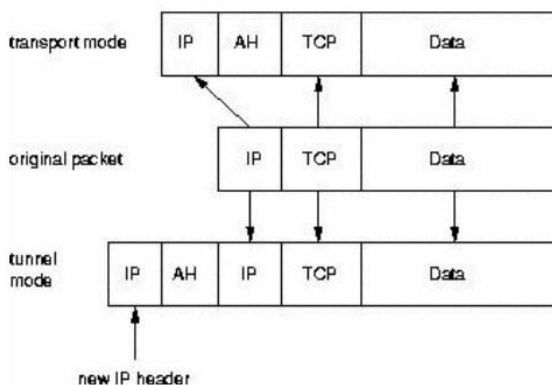 transport mode IP AH TCP Data
original packet IP TCP Data
tunnel
mode
IP AH IP TCP Data
new IP header